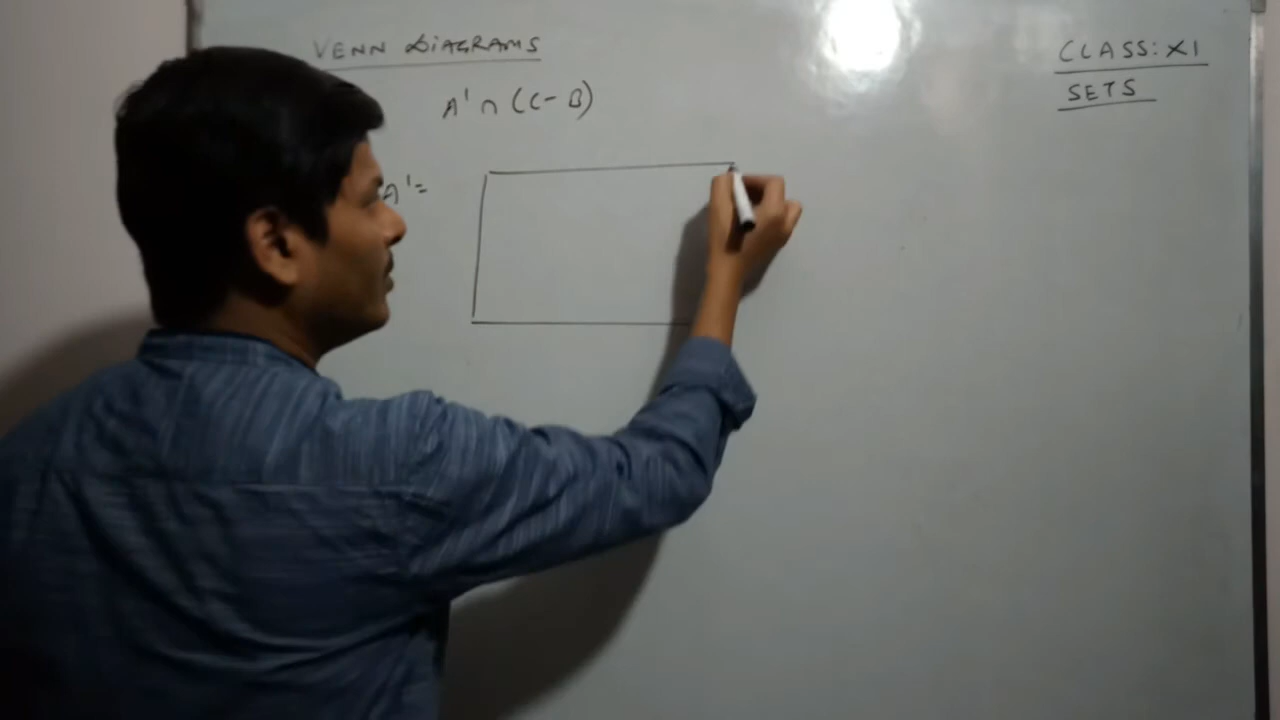 VENN DIAGRAMS
CLASS: XI
SETS
A' ∩ (C - B)
A' =